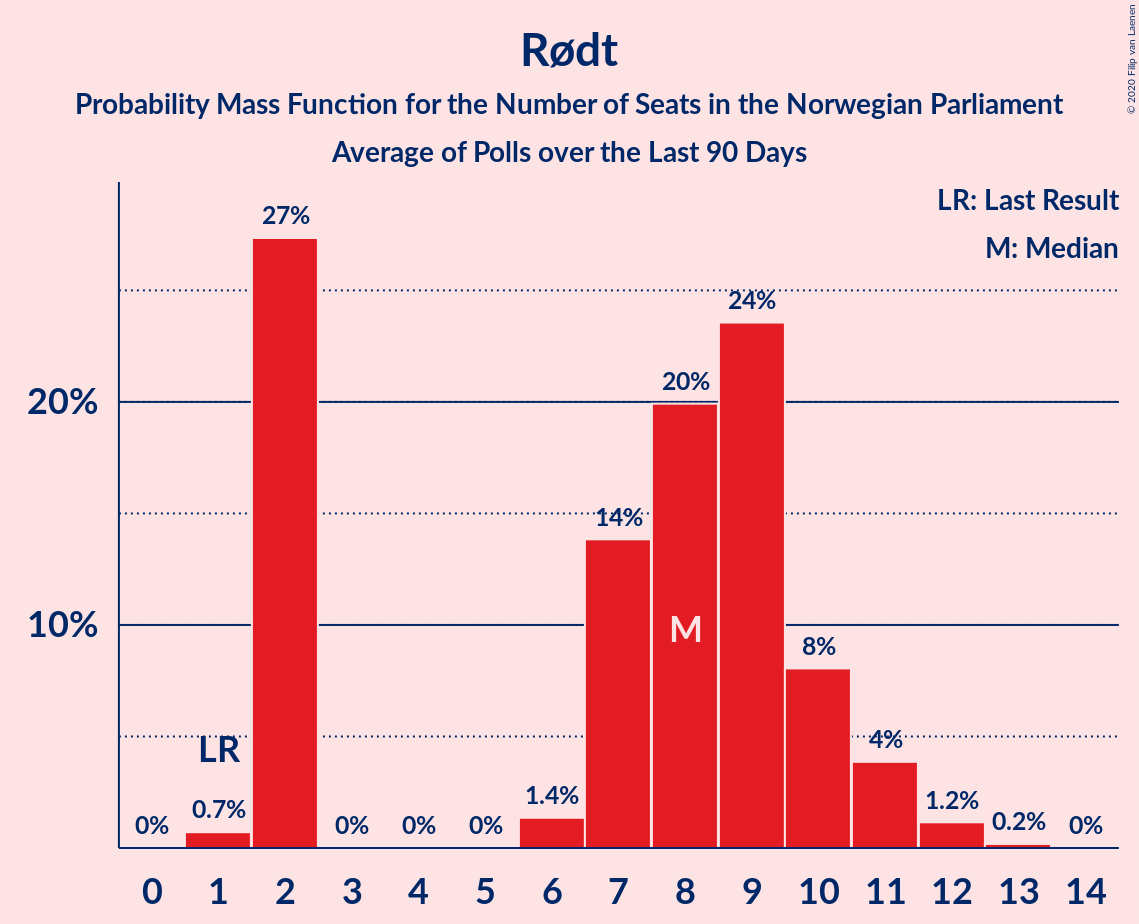 © 2020 Filip van Laenen
Rødt
Probability Mass Function for the Number of Seats in the Norwegian Parliament
Average of Polls over the Last 90 Days
LR: Last Result
M: Median
20%
10%
0%
0.7%
27%
0%
0%
0%
1.4%
14%
20%
24%
8%
4%
1.2%
0.2%
0%
LR
M
0 1 2 3 4 5 6 7 8 9 10 11 12 13 14